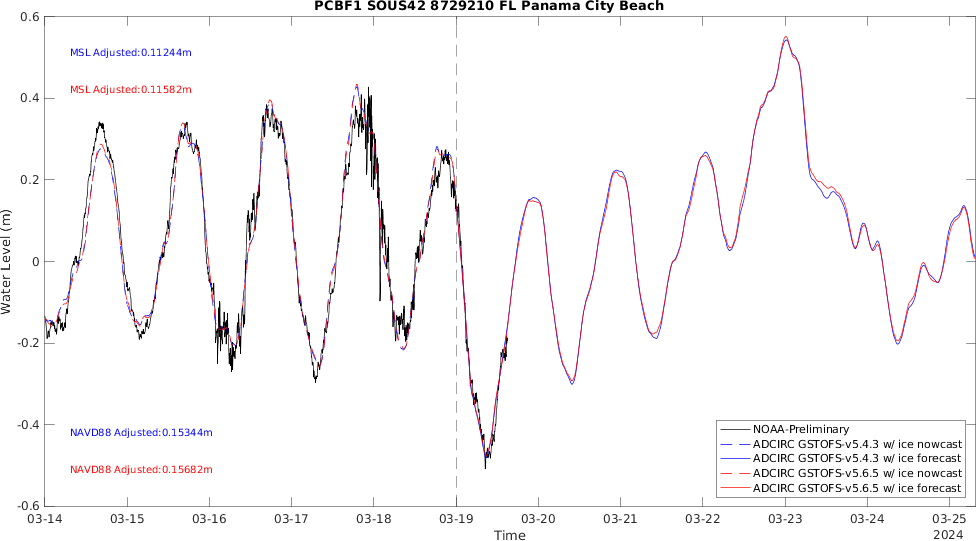 PCBF1 SOUS42 8729210 FL Panama City Beach
0.6
0.4
0.2
0
-0.2
-0.4
-0.6
Water Level (m)
MSL Adjusted:0.11244m
MSL Adjusted:0.11582m
NAVD88 Adjusted:0.15344m
NAVD88 Adjusted:0.15682m
NOAA-Preliminary
ADCIRC GSTOFS-v5.4.3 w/ ice nowcast
ADCIRC GSTOFS-v5.4.3 w/ ice forecast
ADCIRC GSTOFS-v5.6.5 w/ ice nowcast
ADCIRC GSTOFS-v5.6.5 w/ ice forecast
03-14 03-15 03-16 03-17 03-18 03-19 03-20 03-21 03-22 03-23 03-24 03-25
2024
Time